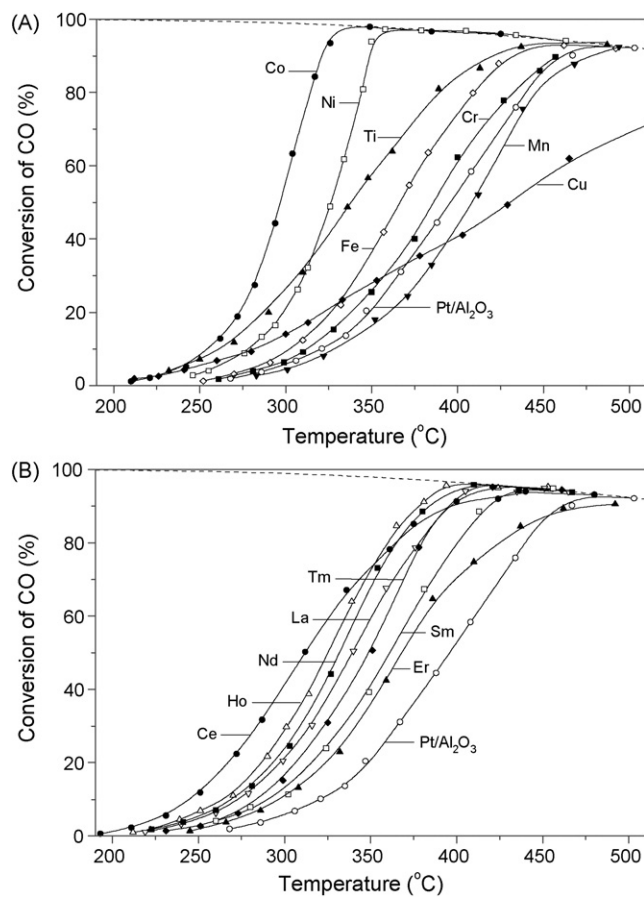 (A)
100
80
60
40
20
0
Conversion of CO (%)
Co
Ni
Ti
Cr
Mn
Cu
Fe
Pt/Al₂O₃
200 250 300 350 400 450 500
Temperature (°C)
(B)
100
80
60
40
20
0
Conversion of CO (%)
Tm
La
Nd
Ho
Ce
Sm
Er
Pt/Al₂O₃
200 250 300 350 400 450 500
Temperature (°C)